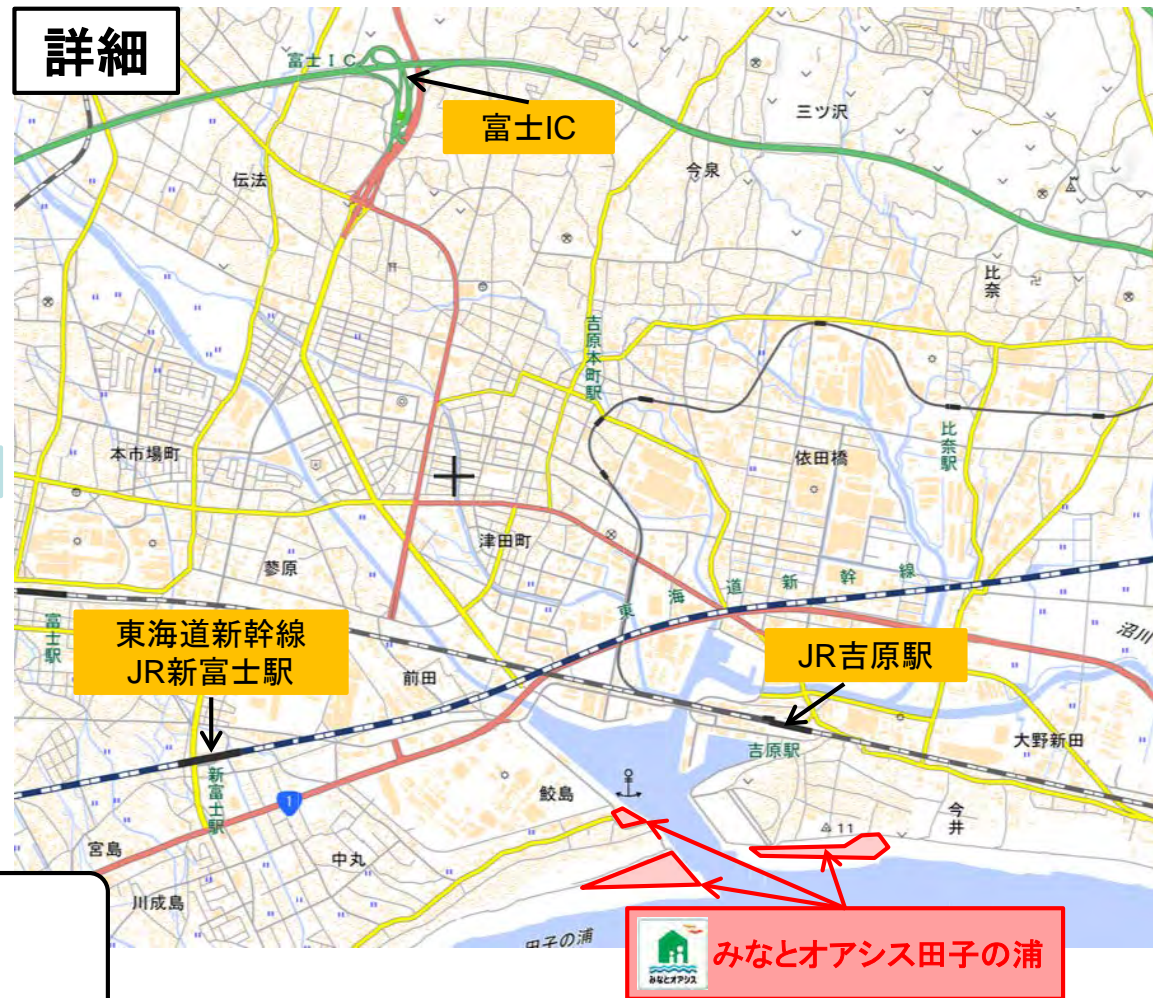 詳細
富士IC
富士IC
三ツ沢
伝法
今泉
比奈
吉原本町駅
本市場町
比奈駅
依田橋
津田町
蓼原
東海道新幹線
沼川
富士駅
東海道新幹線
JR新富士駅
JR吉原駅
前田
大野新田
吉原駅
新富士駅
鮫島
1
11
今井
宮島
中丸
川成島
田子の浦
みなとオアシス
みなとオアシス田子の浦